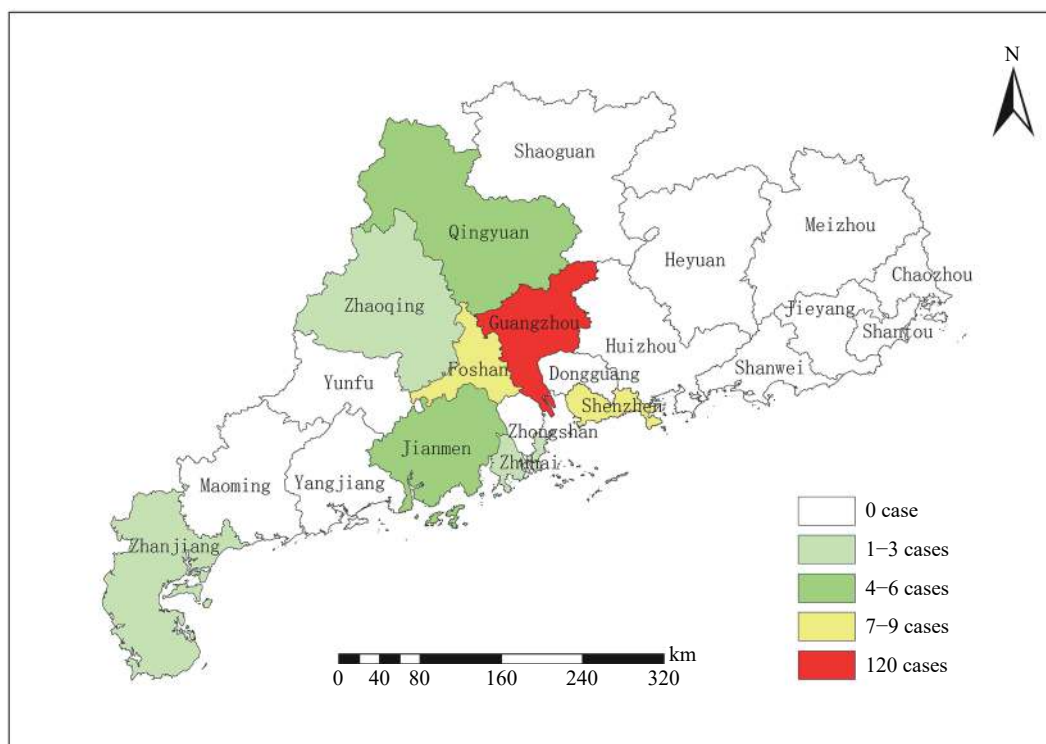 N
Shaoguan
Meizhou
Qingyuan
Heyuan
Chaozhou
Zhaoqing
Jieyang
Guangzhou
Shantou
Huizhou
Foshan
Dongguang
Shanwei
Yunfu
Shenzhen
Zhongshan
Jianmen
Zhuhai
Maoming
Yangjiang
Zhanjiang
0 case
1−3 cases
4−6 cases
7−9 cases
120 cases
km
0 40 80 160 240 320